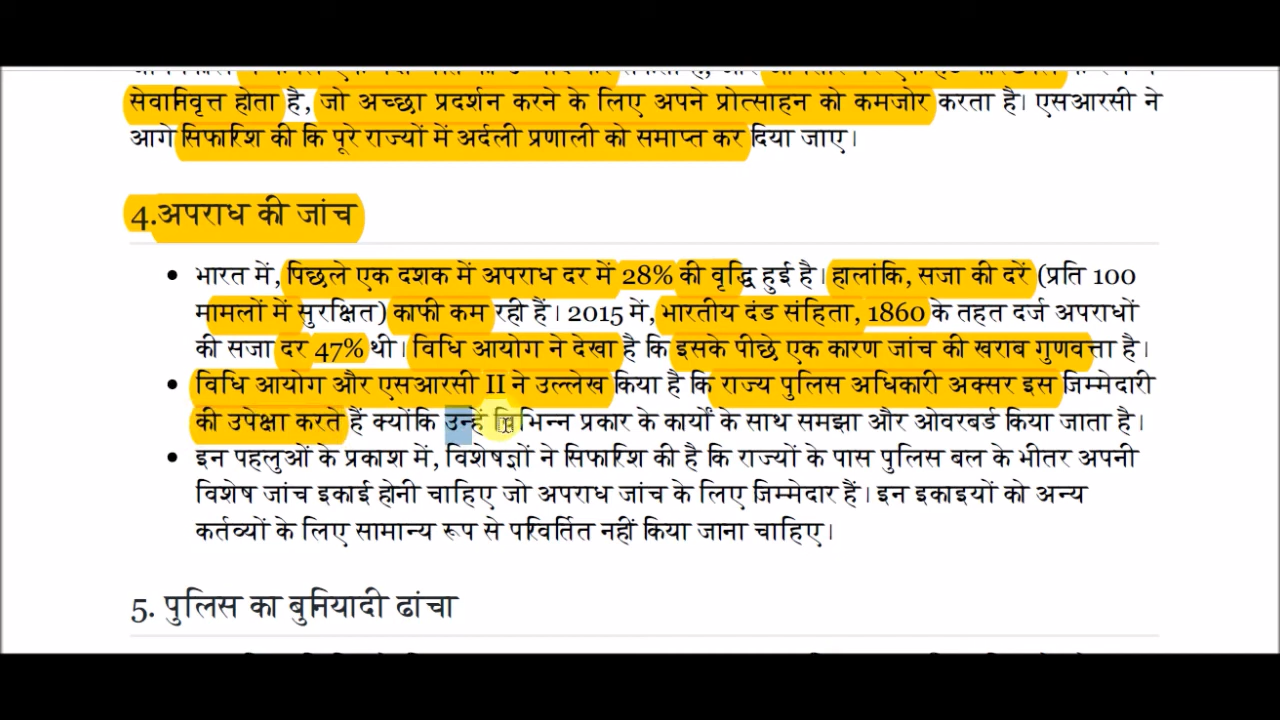 सेवानिवृत्त होता है, जो अच्छा प्रदर्शन करने के लिए अपने प्रोत्साहन को कमजोर करता है। एसआरसी ने
आगे सिफारिश की कि पूरे राज्यों में अर्दली प्रणाली को समाप्त कर दिया जाए।
4.अपराध की जांच
• भारत में, पिछले एक दशक में अपराध दर में 28% की वृद्धि हुई है। हालांकि, सजा की दरें (प्रति 100
मामलों में सुरक्षित) काफी कम रही हैं। 2015 में, भारतीय दंड संहिता, 1860 के तहत दर्ज अपराधों
की सजा दर 47% थी। विधि आयोग ने देखा है कि इसके पीछे एक कारण जांच की खराब गुणवत्ता है।
• विधि आयोग और एसआरसी II ने उल्लेख किया है कि राज्य पुलिस अधिकारी अक्सर इस जिम्मेदारी
की उपेक्षा करते हैं क्योंकि उन्हें विभिन्न प्रकार के कार्यों के साथ समझा और ओवरबर्ड किया जाता है।
• इन पहलुओं के प्रकाश में, विशेषज्ञों ने सिफारिश की है कि राज्यों के पास पुलिस बल के भीतर अपनी
विशेष जांच इकाई होनी चाहिए जो अपराध जांच के लिए जिम्मेदार हैं। इन इकाइयों को अन्य
कर्तव्यों के लिए सामान्य रूप से परिवर्तित नहीं किया जाना चाहिए।
5. पुलिस का बुनियादी ढांचा